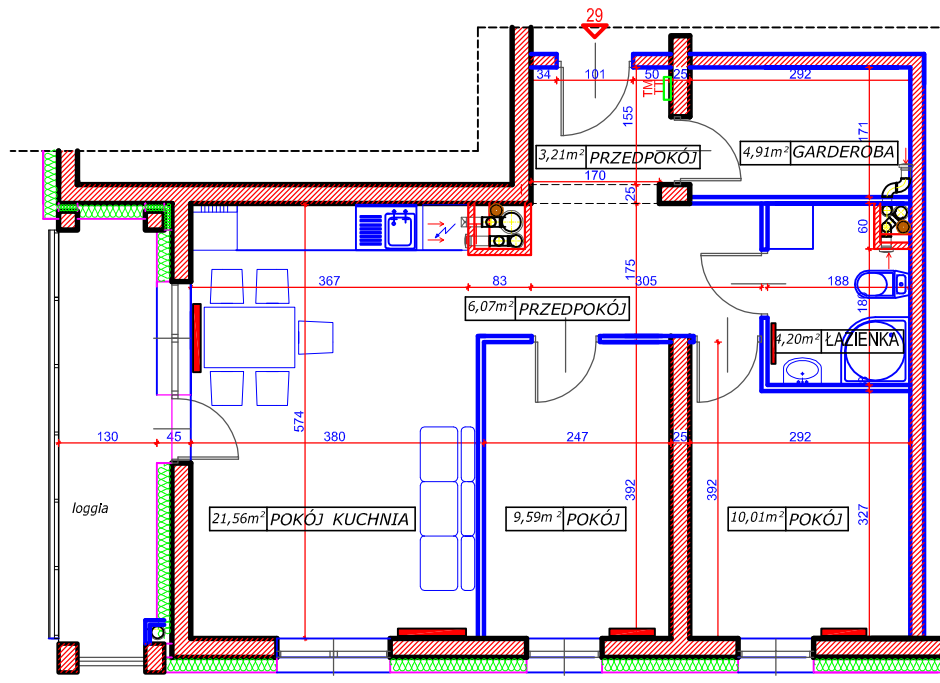 29
34 101 50 25 292
TM
TT
155
171
3,21m² PRZEDPOKÓJ
4,91m² GARDEROBA
170
25
60
175
367 83 305 188
6,07m² PRZEDPOKÓJ
4,20m² ŁAZIENKA
574
130 45 380 247 25 292
392
392
327
loggia
21,56m² POKÓJ KUCHNIA
9,59m² POKÓJ
10,01m² POKÓJ